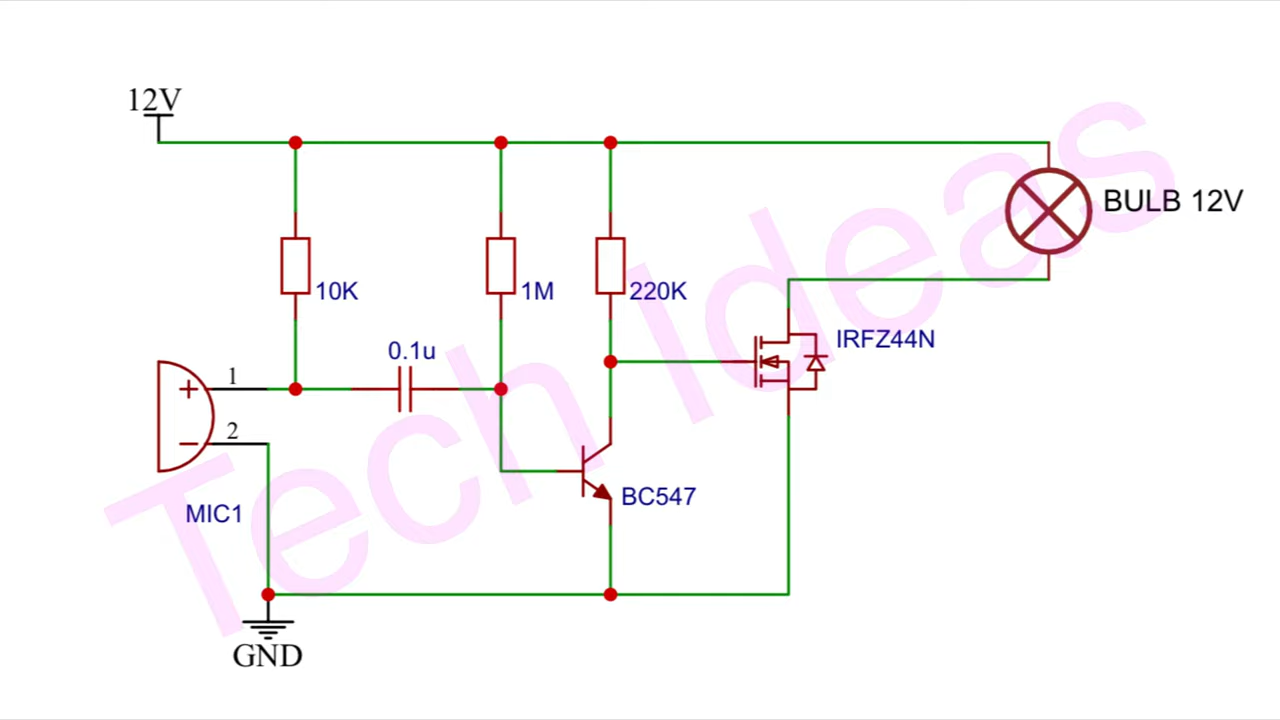 12V
BULB 12V
10K
1M
220K
IRFZ44N
0.1u
+
1
−
2
BC547
MIC1
GND
Tech Ideas